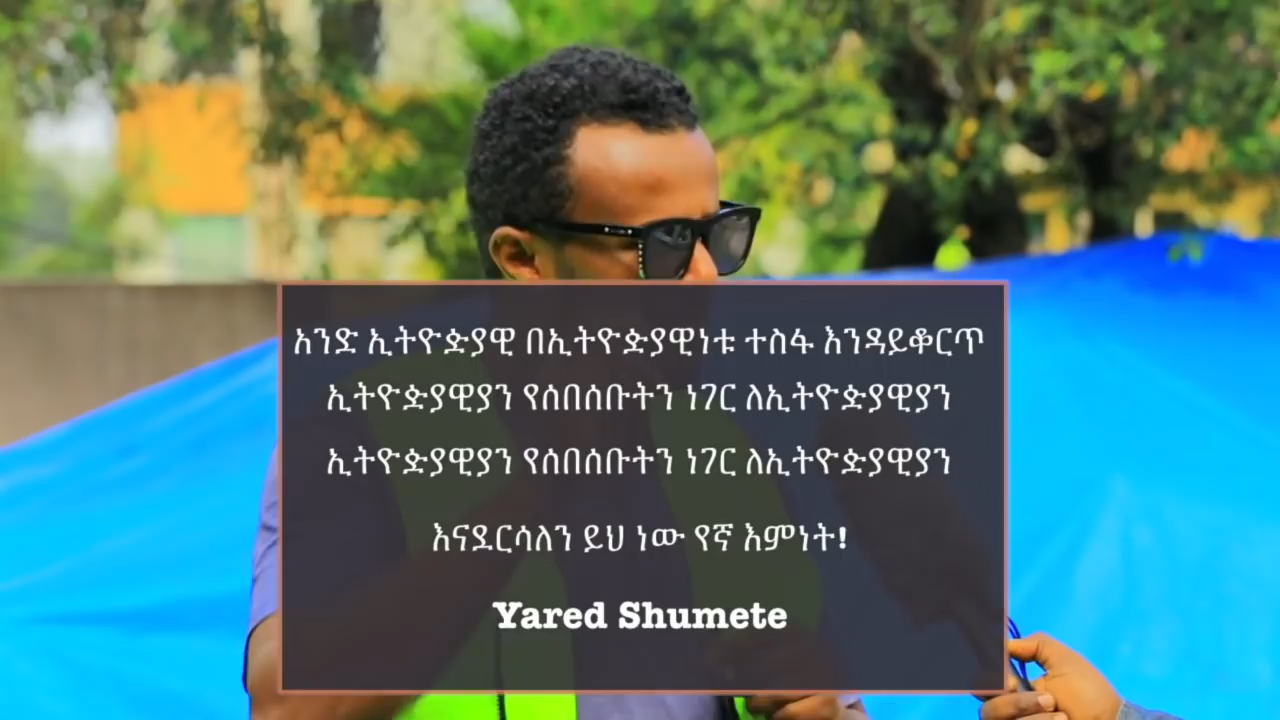 አንድ ኢትዮጵያዊ በኢትዮጵያዊነቱ ተስፋ እንዳይቆርጥ
ኢትዮጵያዊያን የሰበሰቡትን ነገር ለኢትዮጵያዊያን
ኢትዮጵያዊያን የሰበሰቡትን ነገር ለኢትዮጵያዊያን
እናደርሳለን ይህ ነው የኛ እምነት!
Yared Shumete